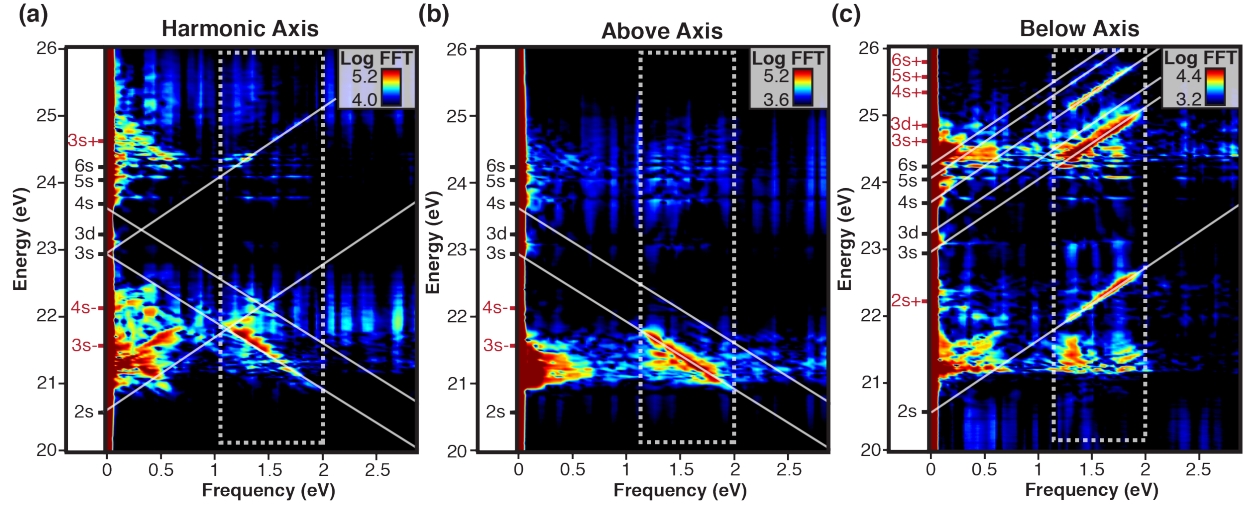 (a)
Harmonic Axis
Log FFT
5.2
4.0
26
25
24
23
22
21
20
3s+
6s
5s
4s
3d
3s
4s-
3s-
2s
Energy (eV)
0
0.5
1
1.5
2
2.5
Frequency (eV)
(b)
Above Axis
Log FFT
5.2
3.6
26
25
24
23
22
21
20
6s
5s
4s
3d
3s
3s-
2s
Energy (eV)
0
0.5
1
1.5
2
2.5
Frequency (eV)
(c)
Below Axis
Log FFT
4.4
3.2
26
25
24
23
22
21
20
6s+
5s+
4s+
3d+
3s+
6s
5s
4s
3d
3s
2s+
2s
Energy (eV)
0
0.5
1
1.5
2
2.5
Frequency (eV)